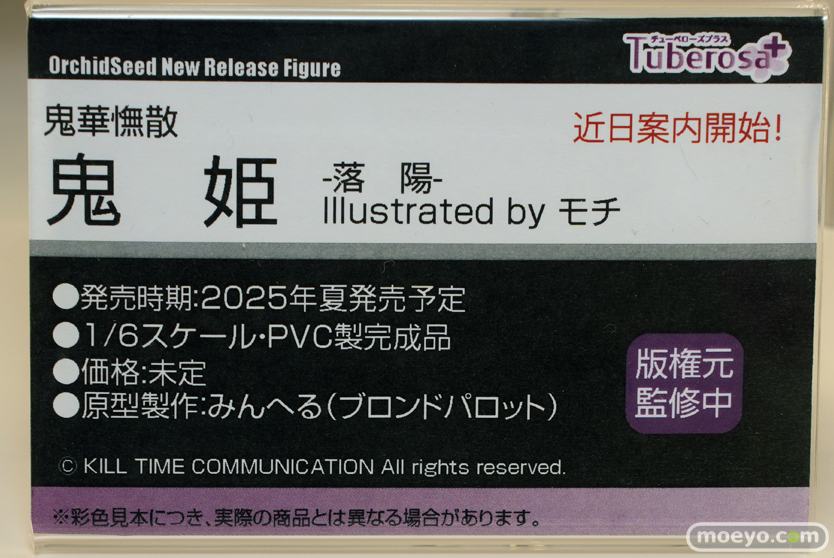 OrchidSeed New Release Figure
チューベローズプラス
Tuberosa+
鬼華憮散
近日案内開始!
鬼 姫
-落 陽-
Illustrated by モチ
●発売時期:2025年夏発売予定
●1/6スケール・PVC製完成品
●価格:未定
●原型製作:みんへる(ブロンドパロット)
版権元
監修中
© KILL TIME COMMUNICATION All rights reserved.
※彩色見本につき、実際の商品とは異なる場合があります。
moeyo.com